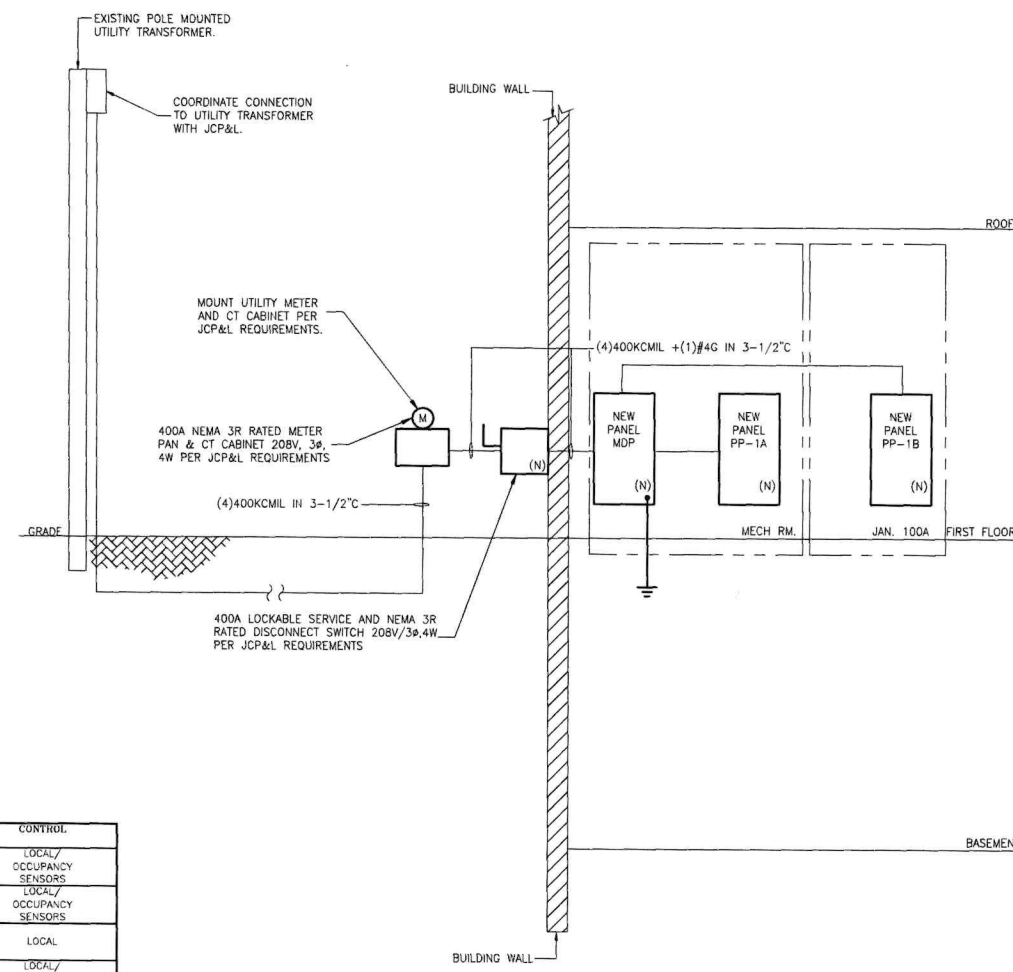 EXISTING POLE MOUNTED
UTILITY TRANSFORMER.
COORDINATE CONNECTION
TO UTILITY TRANSFORMER
WITH JCP&L.
BUILDING WALL
ROOF
MOUNT UTILITY METER
AND CT CABINET PER
JCP&L REQUIREMENTS.
(4)400KCMIL +(1)#4G IN 3-1/2"C
M
400A NEMA 3R RATED METER
PAN & CT CABINET 208V, 3ø,
4W PER JCP&L REQUIREMENTS
(N)
NEW
PANEL
MDP
(N)
NEW
PANEL
PP-1A
(N)
NEW
PANEL
PP-1B
(N)
(4)400KCMIL IN 3-1/2"C
GRADE
MECH RM.
JAN. 100A
FIRST FLOOR
400A LOCKABLE SERVICE AND NEMA 3R
RATED DISCONNECT SWITCH 208V/3ø,4W
PER JCP&L REQUIREMENTS
CONTROL
LOCAL/
OCCUPANCY
SENSORS
LOCAL/
OCCUPANCY
SENSORS
LOCAL
LOCAL/
BASEMEN
BUILDING WALL